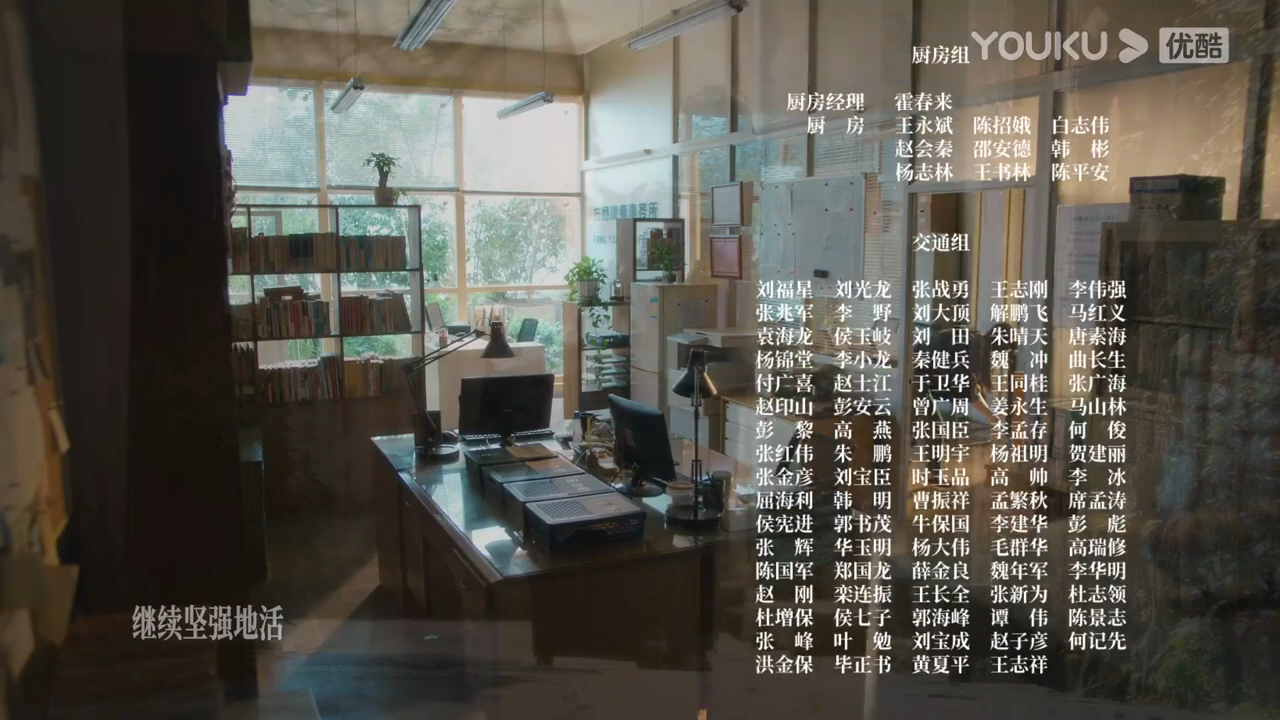 YOUKU 优酷
厨房组
厨房经理 霍春来
厨 房 王永斌 陈招娥 白志伟
赵会秦 邵安德 韩 彬
杨志林 王书林 陈平安
交通组
刘福星 刘光龙 张战勇 王志刚 李伟强
张兆军 李 野 刘大顶 解鹏飞 马红义
袁海龙 侯玉岐 刘 田 朱晴天 唐素海
杨锦堂 李小龙 秦健兵 魏 冲 曲长生
付广喜 赵士江 于卫华 王同桂 张广海
赵印山 彭安云 曾广周 姜永生 马山林
彭 黎 高 燕 张国臣 李孟存 何 俊
张红伟 朱 鹏 王明宇 杨祖明 贺建丽
张金彦 刘宝臣 时玉品 高 帅 李 冰
屈海利 韩 明 曹振祥 孟繁秋 席孟涛
侯宪进 郭书茂 牛保国 李建华 彭 彪
张 辉 华玉明 杨大伟 毛群华 高瑞修
陈国军 郑国龙 薛金良 魏年军 李华明
赵 刚 栾连振 王长全 张新为 杜志领
杜增保 侯七子 郭海峰 谭 伟 陈景志
张 峰 叶 勉 刘宝成 赵子彦 何记先
洪金保 毕正书 黄夏平 王志祥
继续坚强地活